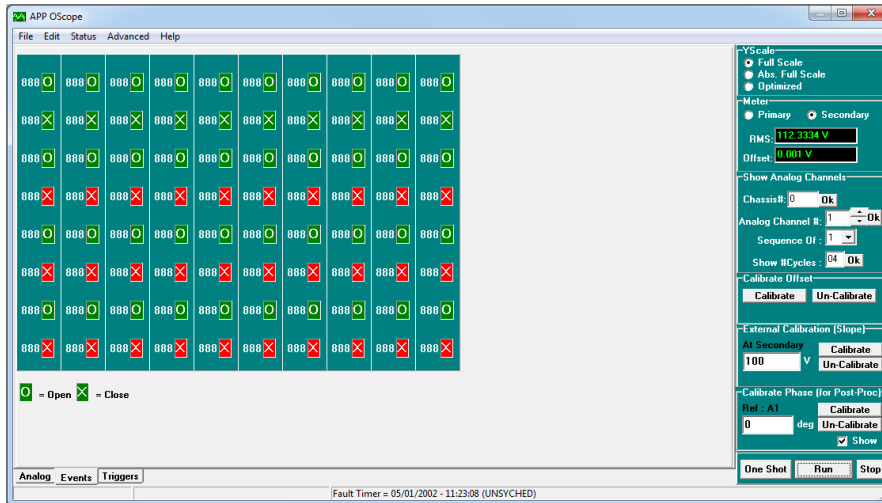 APP OScope
File Edit Status Advanced Help
888 O 888 O 888 O 888 O 888 O 888 O 888 O 888 O 888 O 888 O
888 X 888 X 888 X 888 X 888 X 888 X 888 X 888 X 888 X 888 X
888 O 888 O 888 O 888 O 888 O 888 O 888 O 888 O 888 O 888 O
888 X 888 X 888 X 888 X 888 X 888 X 888 X 888 X 888 X 888 X
888 O 888 O 888 O 888 O 888 O 888 O 888 O 888 O 888 O 888 O
888 X 888 X 888 X 888 X 888 X 888 X 888 X 888 X 888 X 888 X
888 O 888 O 888 O 888 O 888 O 888 O 888 O 888 O 888 O 888 O
888 X 888 X 888 X 888 X 888 X 888 X 888 X 888 X 888 X 888 X
O = Open X = Close
YScale
Full Scale
Abs. Full Scale
Optimized
Meter
Primary Secondary
RMS: 112.3334 V
Offset: 0.001 V
Show Analog Channels
Chassis#: 0 Ok
Analog Channel #: 1 Ok
Sequence Of : 1
Show #Cycles : 04 Ok
Calibrate Offset
Calibrate Un-Calibrate
External Calibration (Slope)
At Secondary Calibrate
100 V Un-Calibrate
Calibrate Phase (for Post-Proc)
Ref : A1 Calibrate
0 deg Un-Calibrate
Show
One Shot Run Stop
Analog Events Triggers
Fault Timer = 05/01/2002 - 11:23:08 (UNSYCHED)